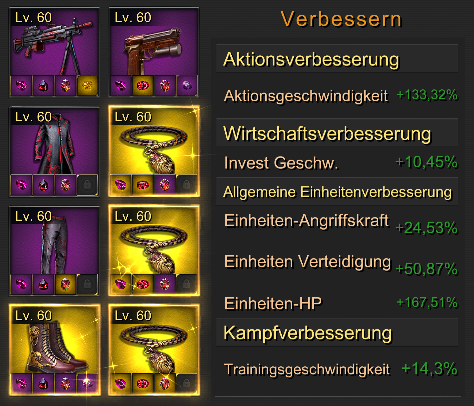 Lv. 60
Lv. 60
Lv. 60
Lv. 60
Lv. 60
Lv. 60
Lv. 60
Lv. 60
Verbessern
Aktionsverbesserung
Aktionsgeschwindigkeit +133,32%
Wirtschaftsverbesserung
Invest Geschw. +10,45%
Allgemeine Einheitenverbesserung
Einheiten-Angriffskraft +24,53%
Einheiten Verteidigung +50,87%
Einheiten-HP +167,51%
Kampfverbesserung
Trainingsgeschwindigkeit +14,3%